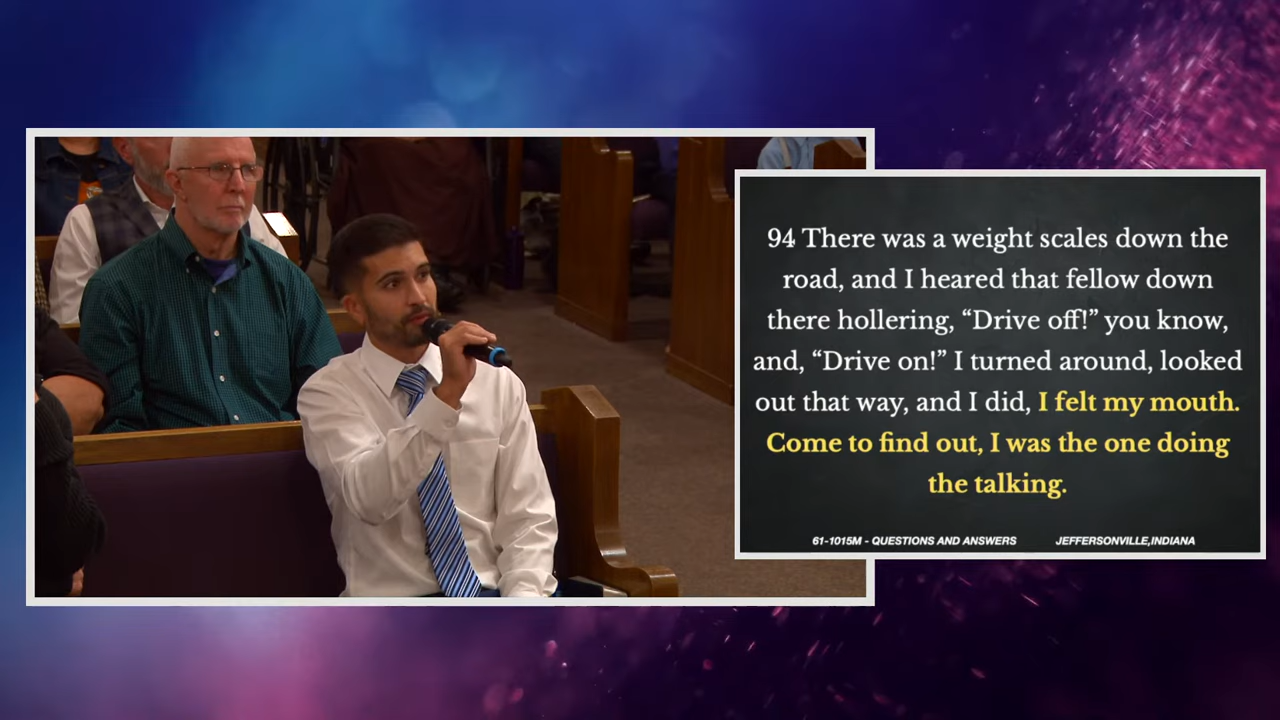 94 There was a weight scales down the
road, and I heared that fellow down
there hollering, “Drive off!” you know,
and, “Drive on!” I turned around, looked
out that way, and I did, I felt my mouth.
Come to find out, I was the one doing
the talking.
61-1015M - QUESTIONS AND ANSWERS JEFFERSONVILLE,INDIANA